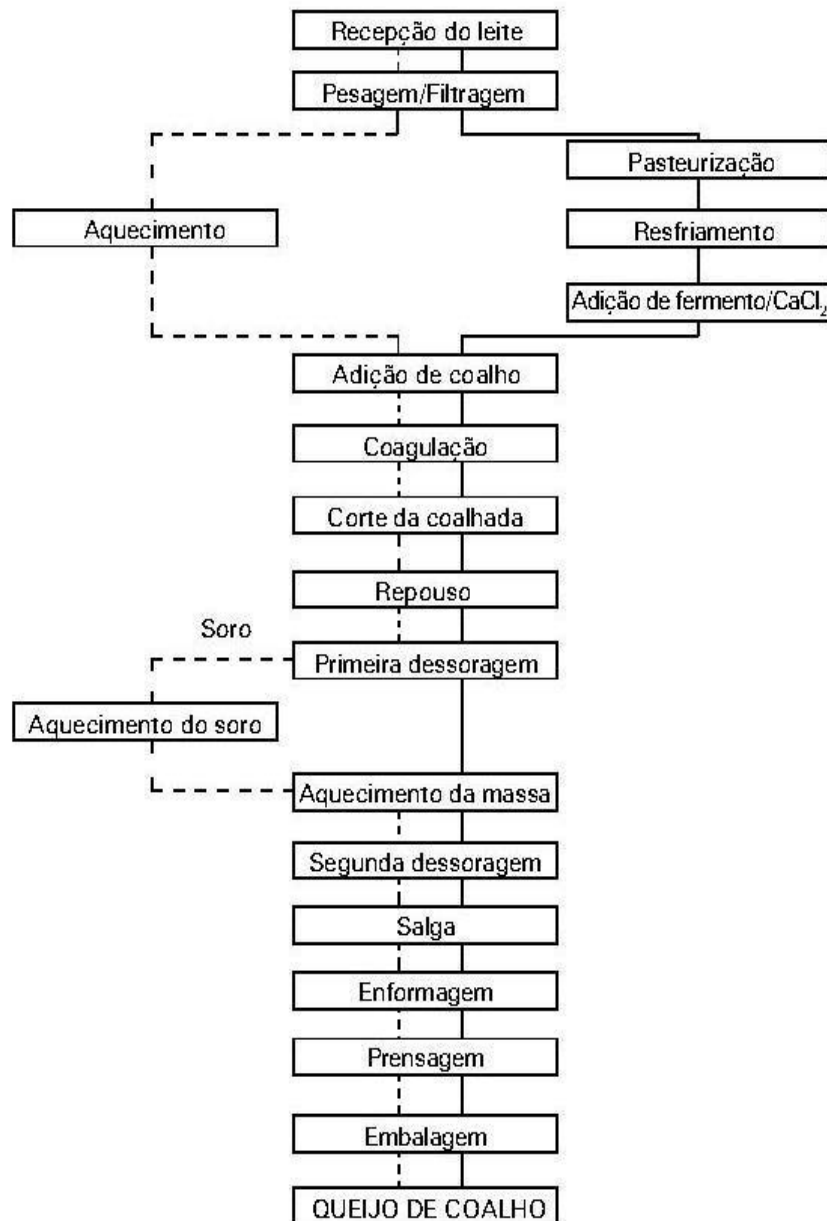 Recepção do leite
Pesagem/Filtragem
Pasteurização
Aquecimento
Resfriamento
Adição de fermento/CaCl₂
Adição de coalho
Coagulação
Corte da coalhada
Repouso
Soro
Primeira dessoragem
Aquecimento do soro
Aquecimento da massa
Segunda dessoragem
Salga
Enformagem
Prensagem
Embalagem
QUEIJO DE COALHO